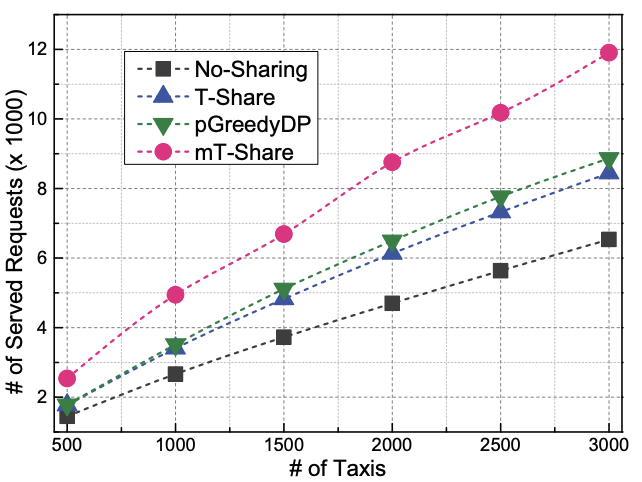 # of Served Requests (x 1000)
12
10
8
6
4
2
No-Sharing
T-Share
pGreedyDP
mT-Share
500 1000 1500 2000 2500 3000
# of Taxis